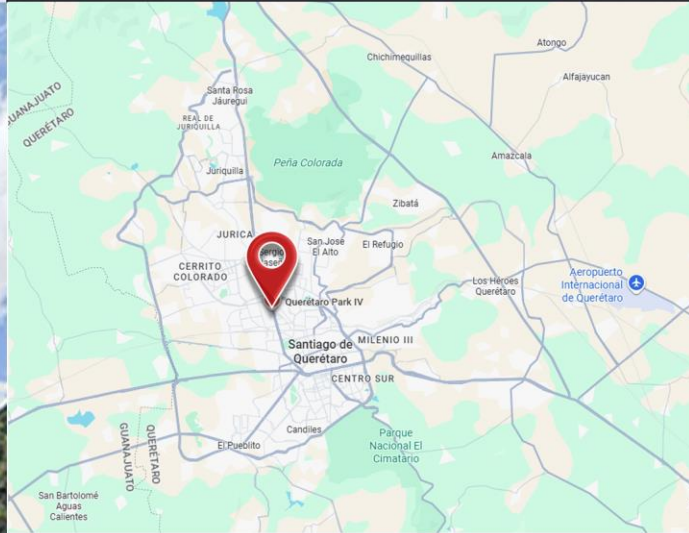 Atongo
Chichimequillas
Alfajayucan
GUANAJUATO
QUERÉTARO
Santa Rosa
Jáuregui
REAL DE
JURIQUILLA
Peña Colorada
Amazcala
Juriquilla
Zibatá
JURICA
San José
El Alto
El Refugio
CERRITO
COLORADO
Los Héroes
Querétaro
Aeropuerto
Internacional
de Querétaro
Querétaro Park IV
Santiago de
Querétaro
MILENIO III
CENTRO SUR
GUANAJUATO
QUERÉTARO
Candiles
El Pueblito
Parque
Nacional El
Cimatario
San Bartolomé
Aguas
Calientes